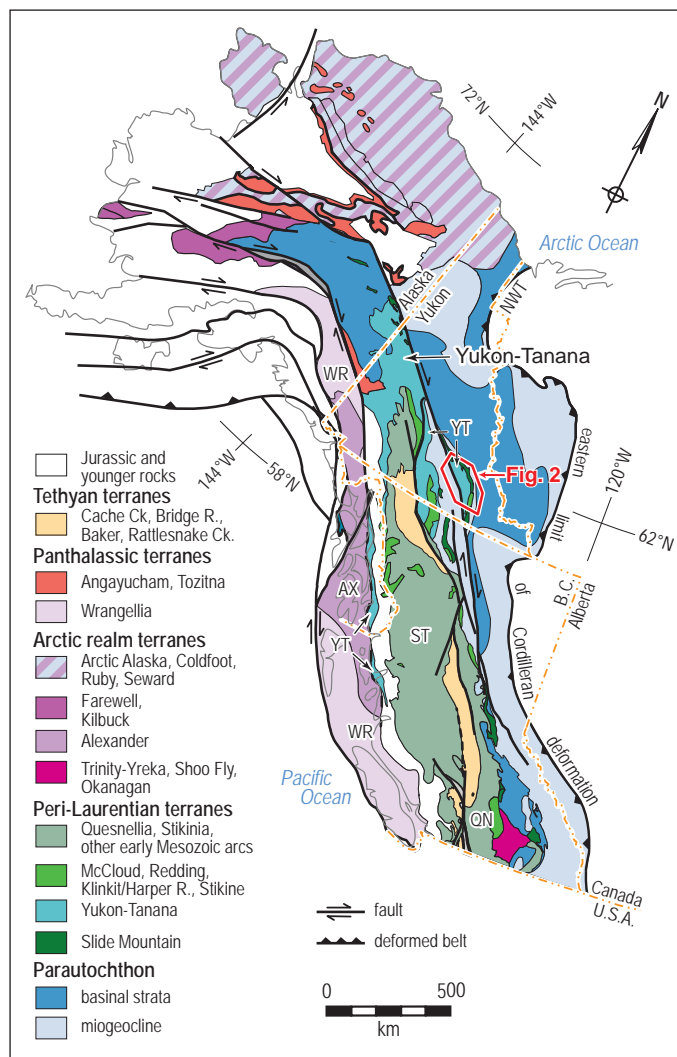 72°N
144°W
N
Arctic Ocean
Alaska
Yukon
NWT
Yukon-Tanana
WR
YT
Fig. 2
144°W
58°N
120°W
62°N
eastern
limit
of
Cordilleran
deformation
B.C.
Alberta
AX
ST
YT
WR
QN
Pacific
Ocean
Canada
U.S.A.
Jurassic and
younger rocks
Tethyan terranes
Cache Ck, Bridge R.,
Baker, Rattlesnake Ck.
Panthalassic terranes
Angayucham, Tozitna
Wrangellia
Arctic realm terranes
Arctic Alaska, Coldfoot,
Ruby, Seward
Farewell,
Kilbuck
Alexander
Trinity-Yreka, Shoo Fly,
Okanagan
Peri-Laurentian terranes
Quesnellia, Stikinia,
other early Mesozoic arcs
McCloud, Redding,
Klinkit/Harper R., Stikine
Yukon-Tanana
Slide Mountain
Parautochthon
basinal strata
miogeocline
fault
deformed belt
0 500
km